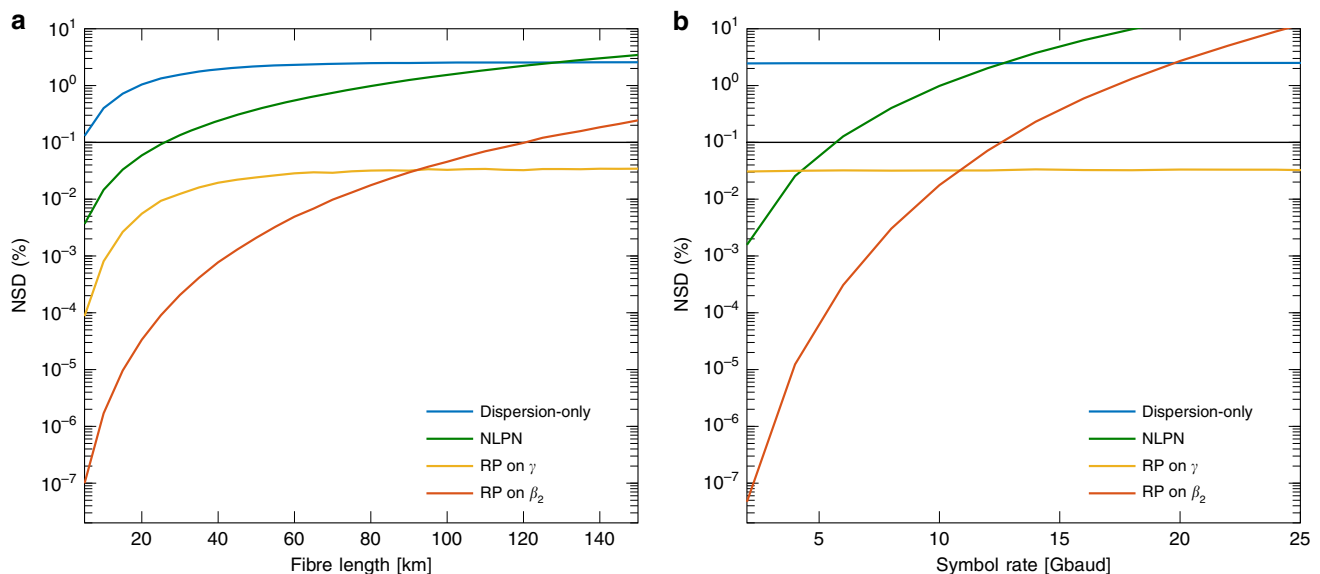 a
NSD (%)
10^1
10^0
10^−1
10^−2
10^−3
10^−4
10^−5
10^−6
10^−7
Dispersion-only
NLPN
RP on γ
RP on β_2
20 40 60 80 100 120 140
Fibre length [km]
b
NSD (%)
10^1
10^0
10^−1
10^−2
10^−3
10^−4
10^−5
10^−6
10^−7
Dispersion-only
NLPN
RP on γ
RP on β_2
5 10 15 20 25
Symbol rate [Gbaud]